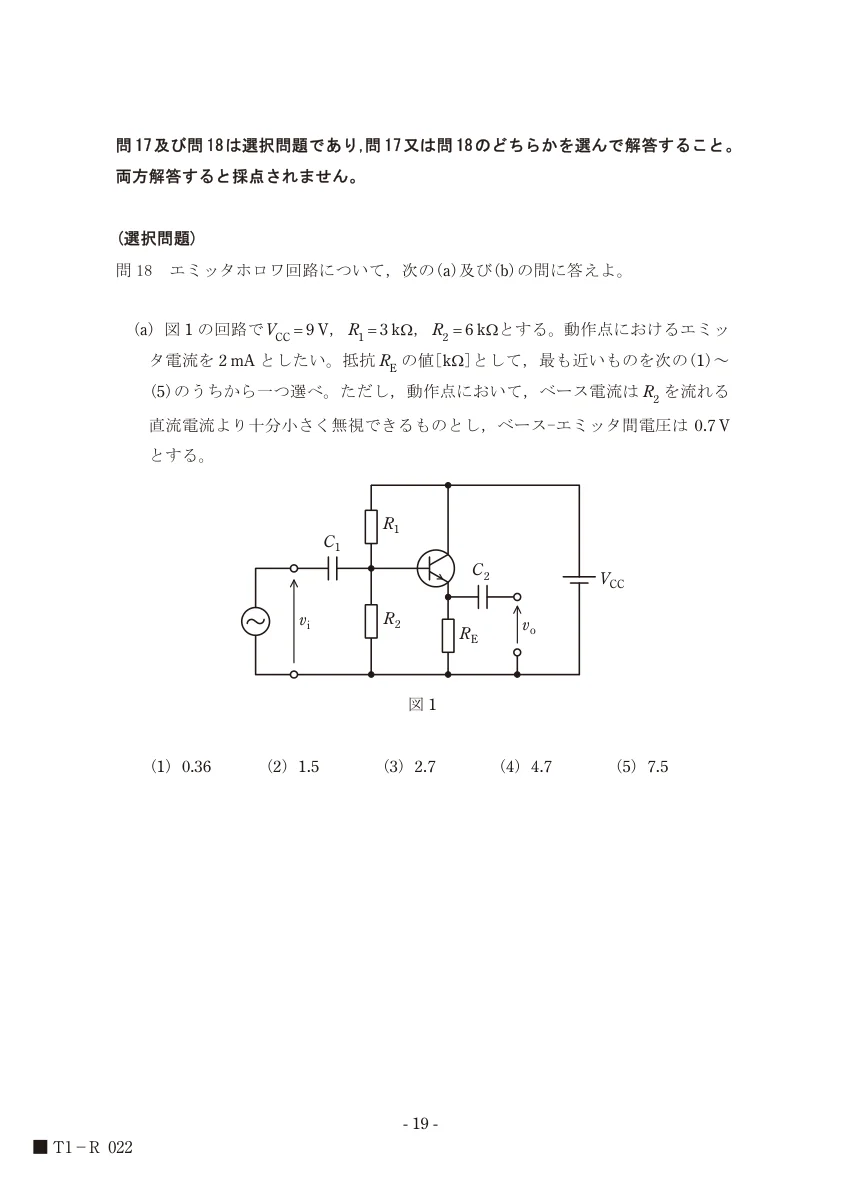 問17及び問18は選択問題であり,問17又は問18のどちらかを選んで解答すること。
両方解答すると採点されません。
(選択問題)
問18　エミッタホロワ回路について，次の(a)及び(b)の問に答えよ。
(a) 図1の回路でVCC＝9V，R1＝3kΩ，R2＝6kΩとする。動作点におけるエミッ
タ電流を2mAとしたい。抵抗REの値[kΩ]として，最も近いものを次の(1)～
(5)のうちから一つ選べ。ただし，動作点において，ベース電流はR2を流れる
直流電流より十分小さく無視できるものとし，ベース−エミッタ間電圧は0.7V
とする。
R1
C1
C2
VCC
vi
R2
RE
vo
図1
(1) 0.36 (2) 1.5 (3) 2.7 (4) 4.7 (5) 7.5
- 19 -
■ T1－R 022